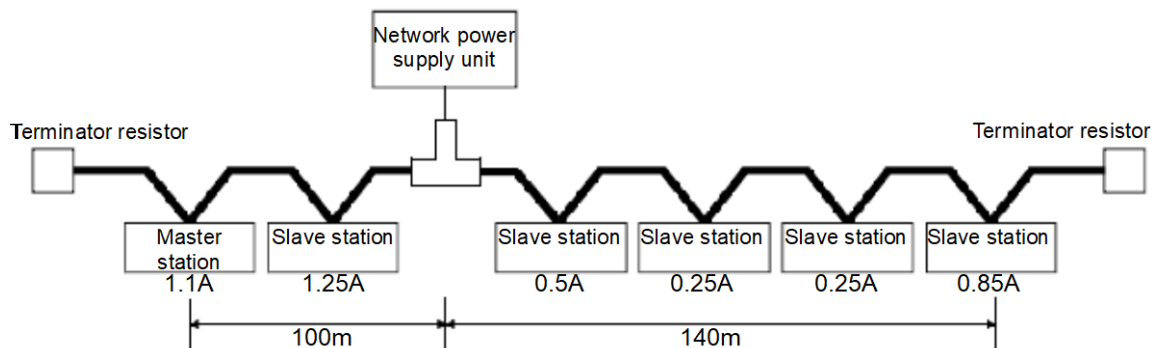 Network power
supply unit
Terminator resistor
Terminator resistor
Master
station
Slave station
Slave station
Slave station
Slave station
Slave station
1.1A
1.25A
0.5A
0.25A
0.25A
0.85A
100m
140m